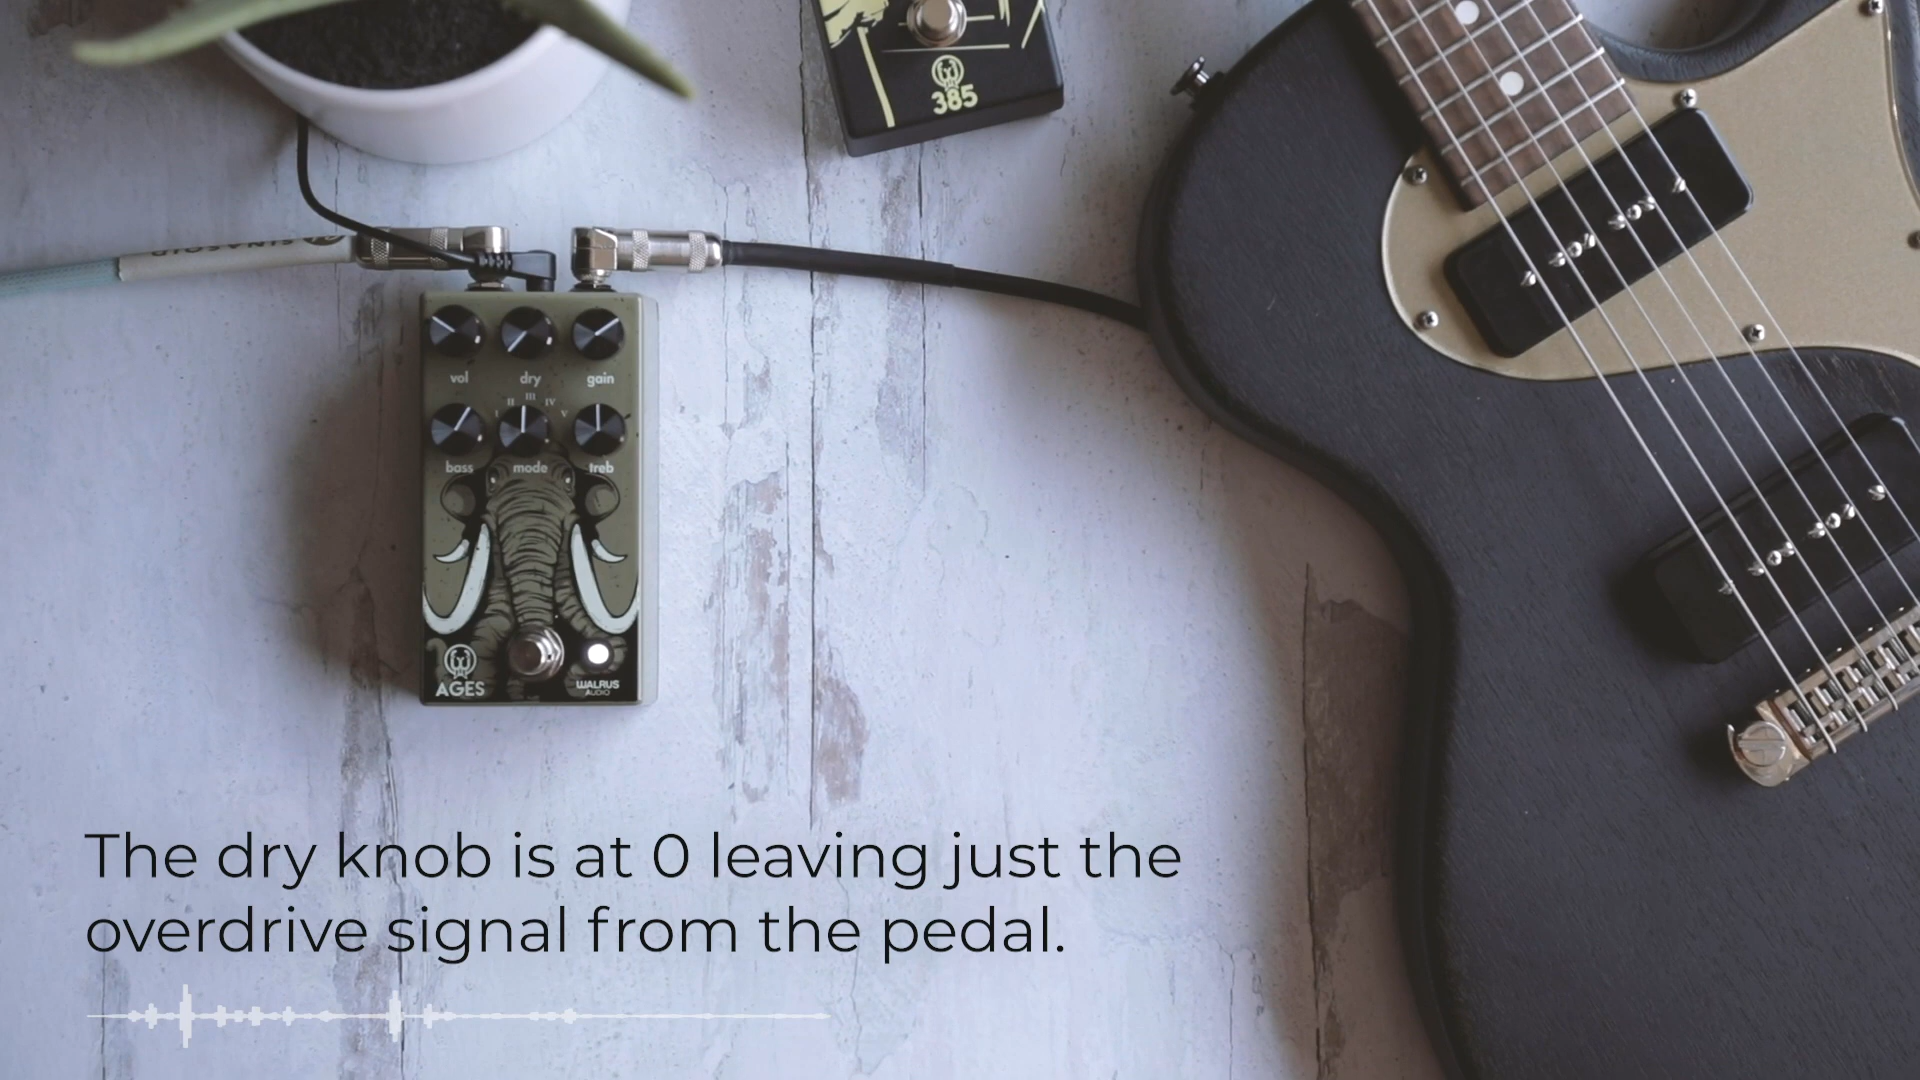 385
SINASOID
vol dry gain
I II III IV V
bass mode treb
AGES
WALRUS
AUDIO
The dry knob is at 0 leaving just the
overdrive signal from the pedal.